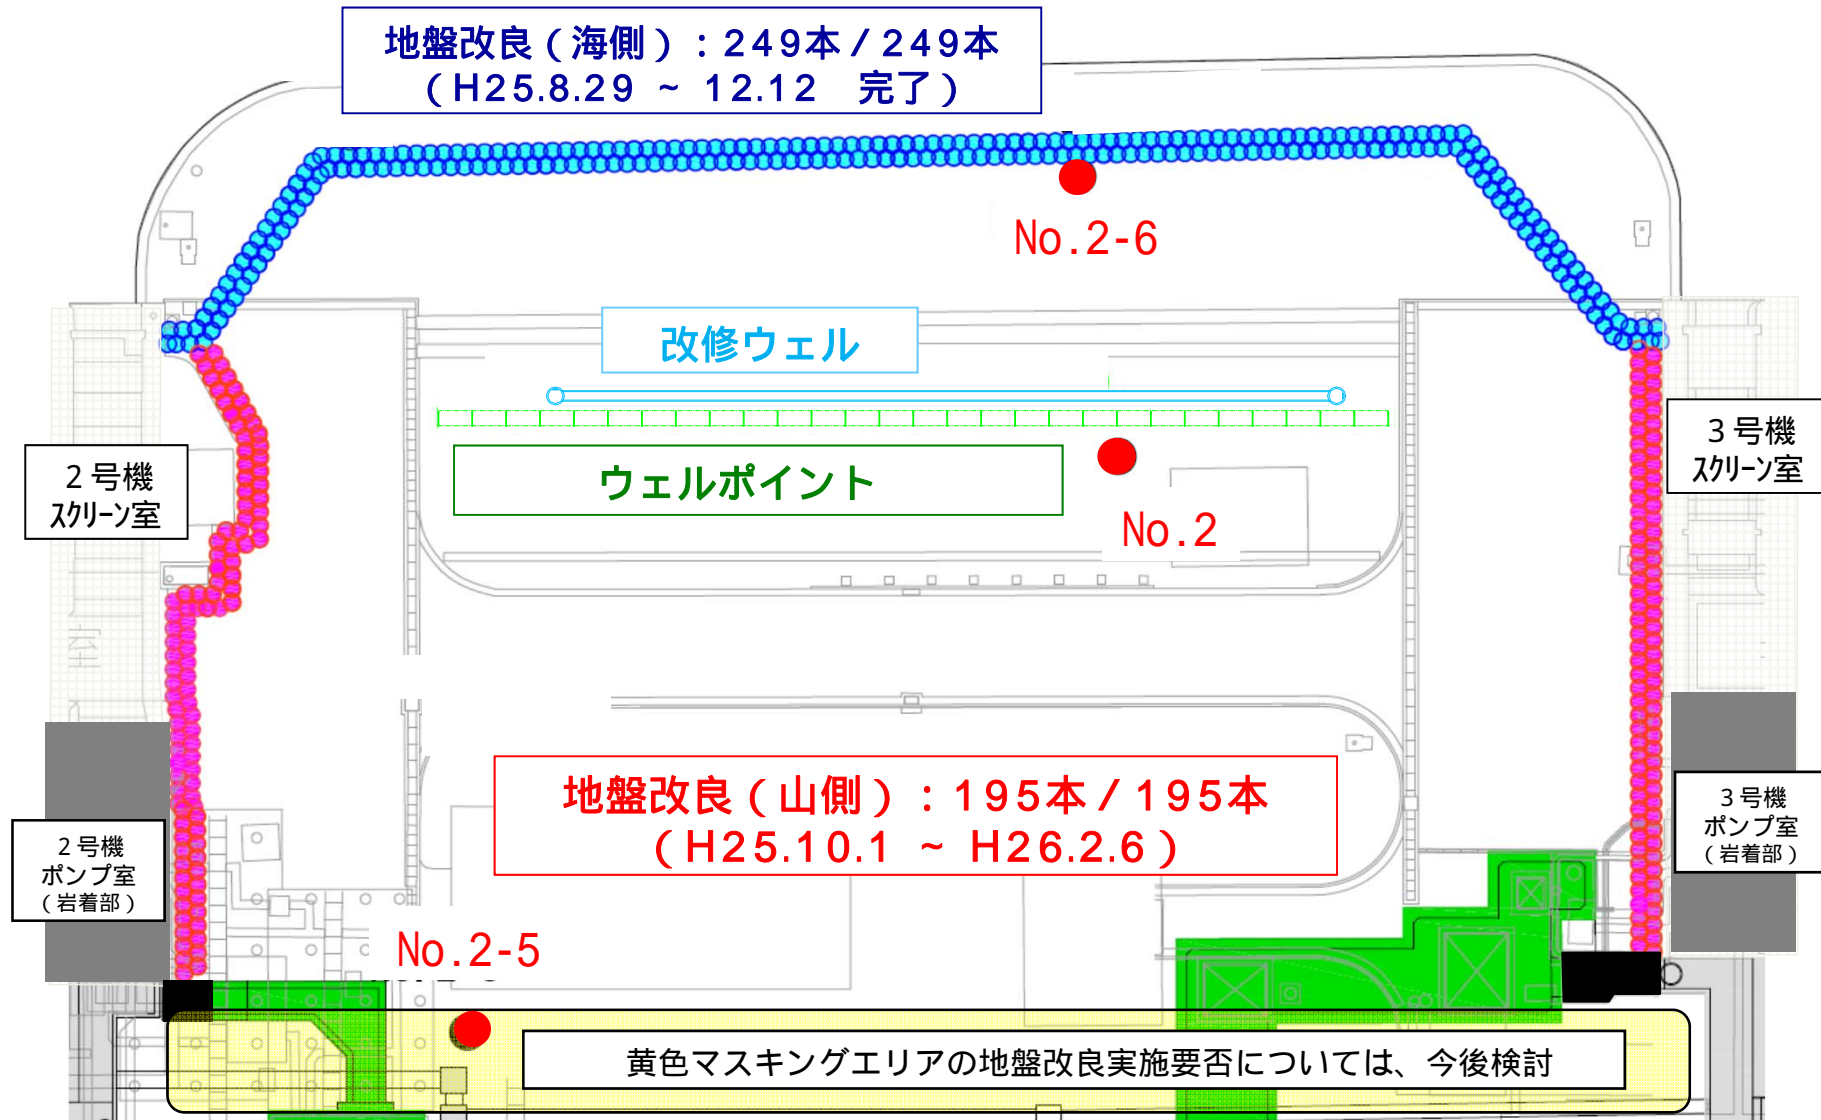 地盤改良（海側）：249本／249本
（H25.8.29 ～ 12.12　完了）
No.2-6
改修ウェル
ウェルポイント
No.2
２号機
ｽｸﾘｰﾝ室
３号機
ｽｸﾘｰﾝ室
地盤改良（山側）：195本／195本
（H25.10.1 ～ H26.2.6）
２号機
ポンプ室
（岩着部）
３号機
ポンプ室
（岩着部）
No.2-5
黄色マスキングエリアの地盤改良実施要否については、今後検討